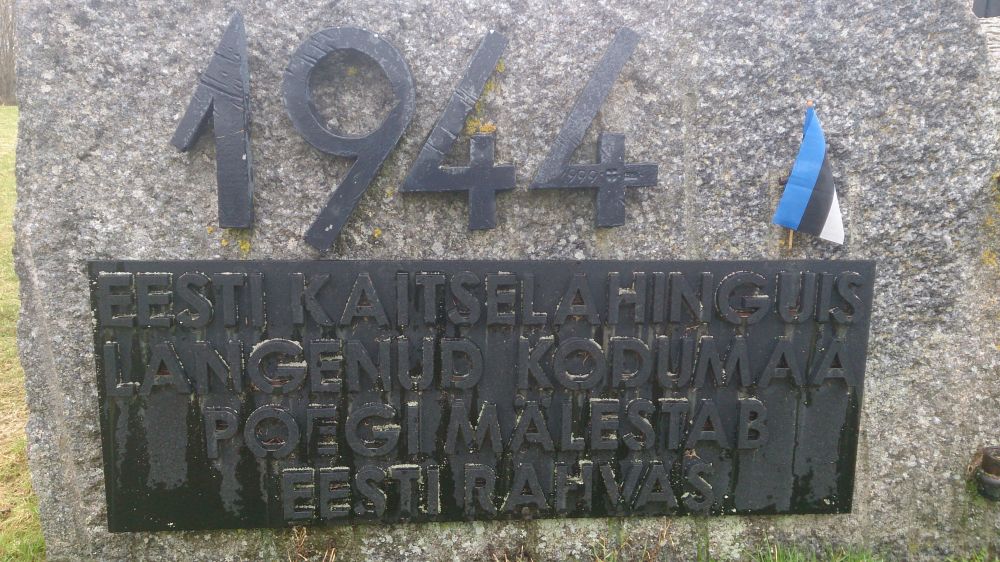 1944
EESTI KAITSELAHINGUIS
LANGENUD KODUMAA
POEGI MÄLESTAB
EESTI RAHVAS